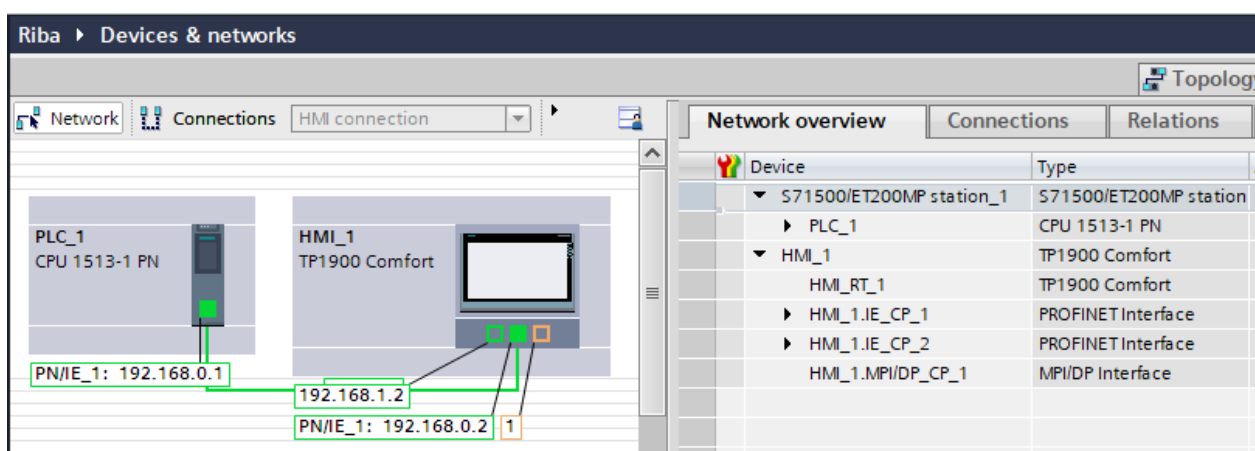 Riba ▸ Devices & networks
Topology
Network Connections HMI connection
Network overview Connections Relations
Device Type
S71500/ET200MP station_1 S71500/ET200MP station
PLC_1 CPU 1513-1 PN
HMI_1 TP1900 Comfort
HMI_RT_1 TP1900 Comfort
HMI_1.IE_CP_1 PROFINET Interface
HMI_1.IE_CP_2 PROFINET Interface
HMI_1.MPI/DP_CP_1 MPI/DP Interface
PLC_1
CPU 1513-1 PN
HMI_1
TP1900 Comfort
PN/IE_1: 192.168.0.1
192.168.1.2
PN/IE_1: 192.168.0.2 1